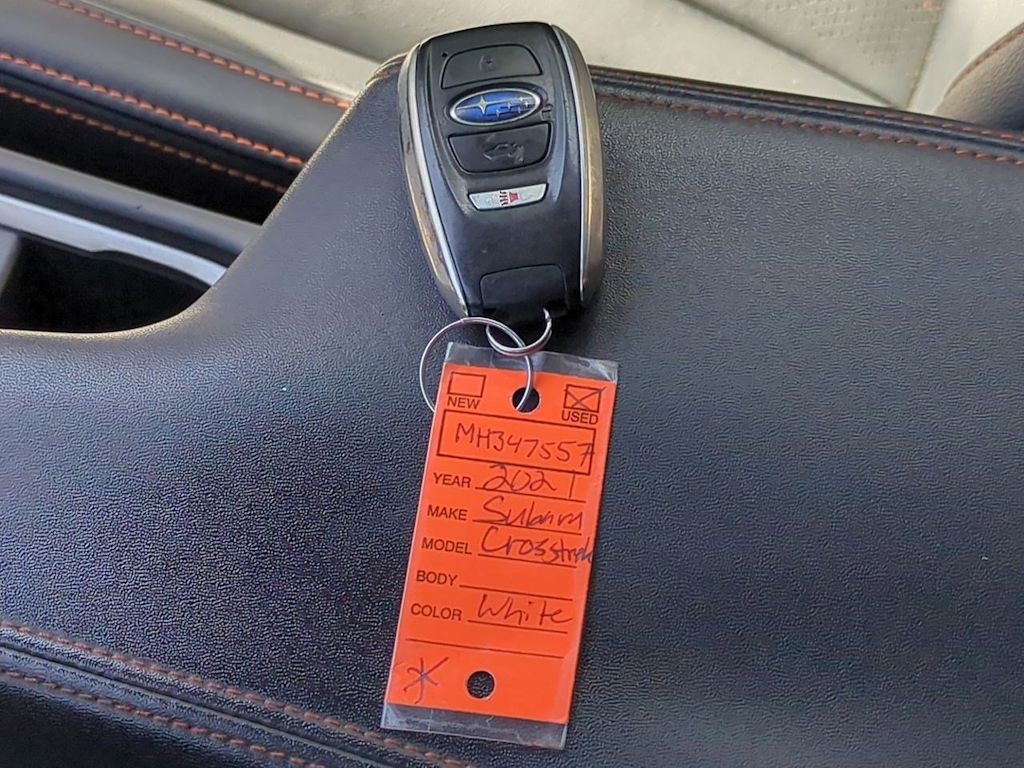 NEW
USED
MH347557
YEAR 2021
MAKE Subaru
MODEL Crosstrek
BODY
COLOR White